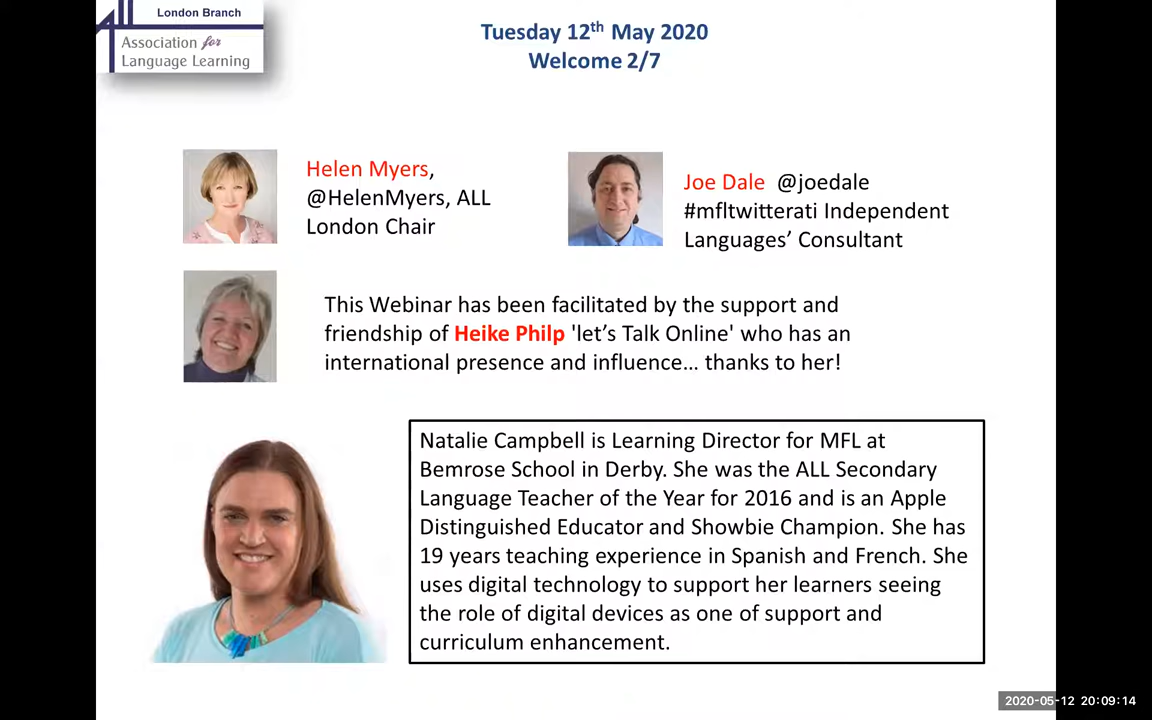 London Branch
Association for
Language Learning
Tuesday 12th May 2020
Welcome 2/7
Helen Myers,
@HelenMyers, ALL
London Chair
Joe Dale @joedale
#mfltwitterati Independent
Languages’ Consultant
This Webinar has been facilitated by the support and
friendship of Heike Philp 'let’s Talk Online' who has an
international presence and influence... thanks to her!
Natalie Campbell is Learning Director for MFL at
Bemrose School in Derby. She was the ALL Secondary
Language Teacher of the Year for 2016 and is an Apple
Distinguished Educator and Showbie Champion. She has
19 years teaching experience in Spanish and French. She
uses digital technology to support her learners seeing
the role of digital devices as one of support and
curriculum enhancement.
2020-05-12 20:09:14